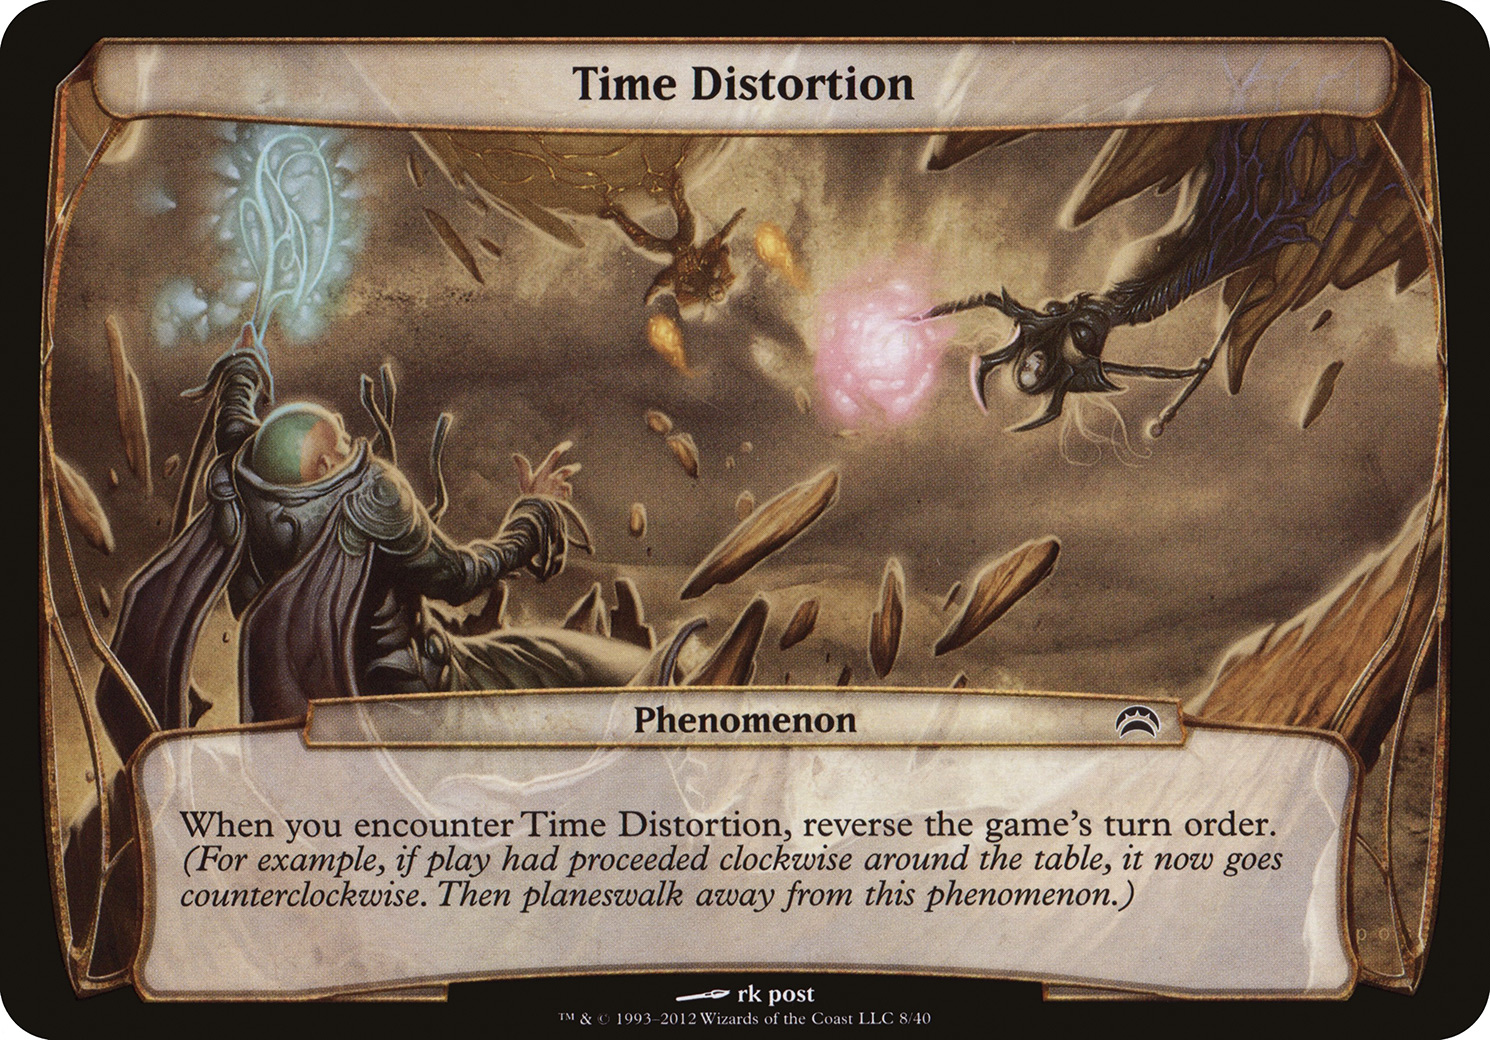 Time Distortion
Phenomenon
When you encounter Time Distortion, reverse the game's turn order.
(For example, if play had proceeded clockwise around the table, it now goes
counterclockwise. Then planeswalk away from this phenomenon.)
rk post
™ & © 1993–2012 Wizards of the Coast LLC 8/40